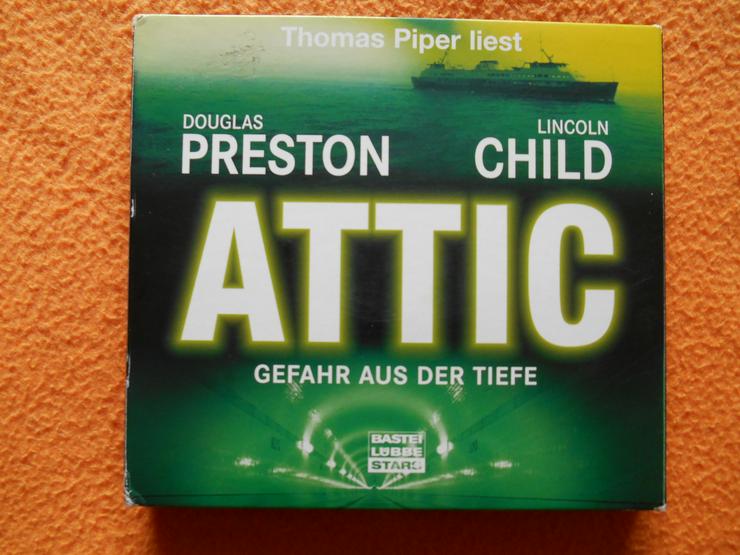 Thomas Piper liest
DOUGLAS
PRESTON
LINCOLN
CHILD
ATTIC
GEFAHR AUS DER TIEFE
BASTEI
LÜBBE
STARS